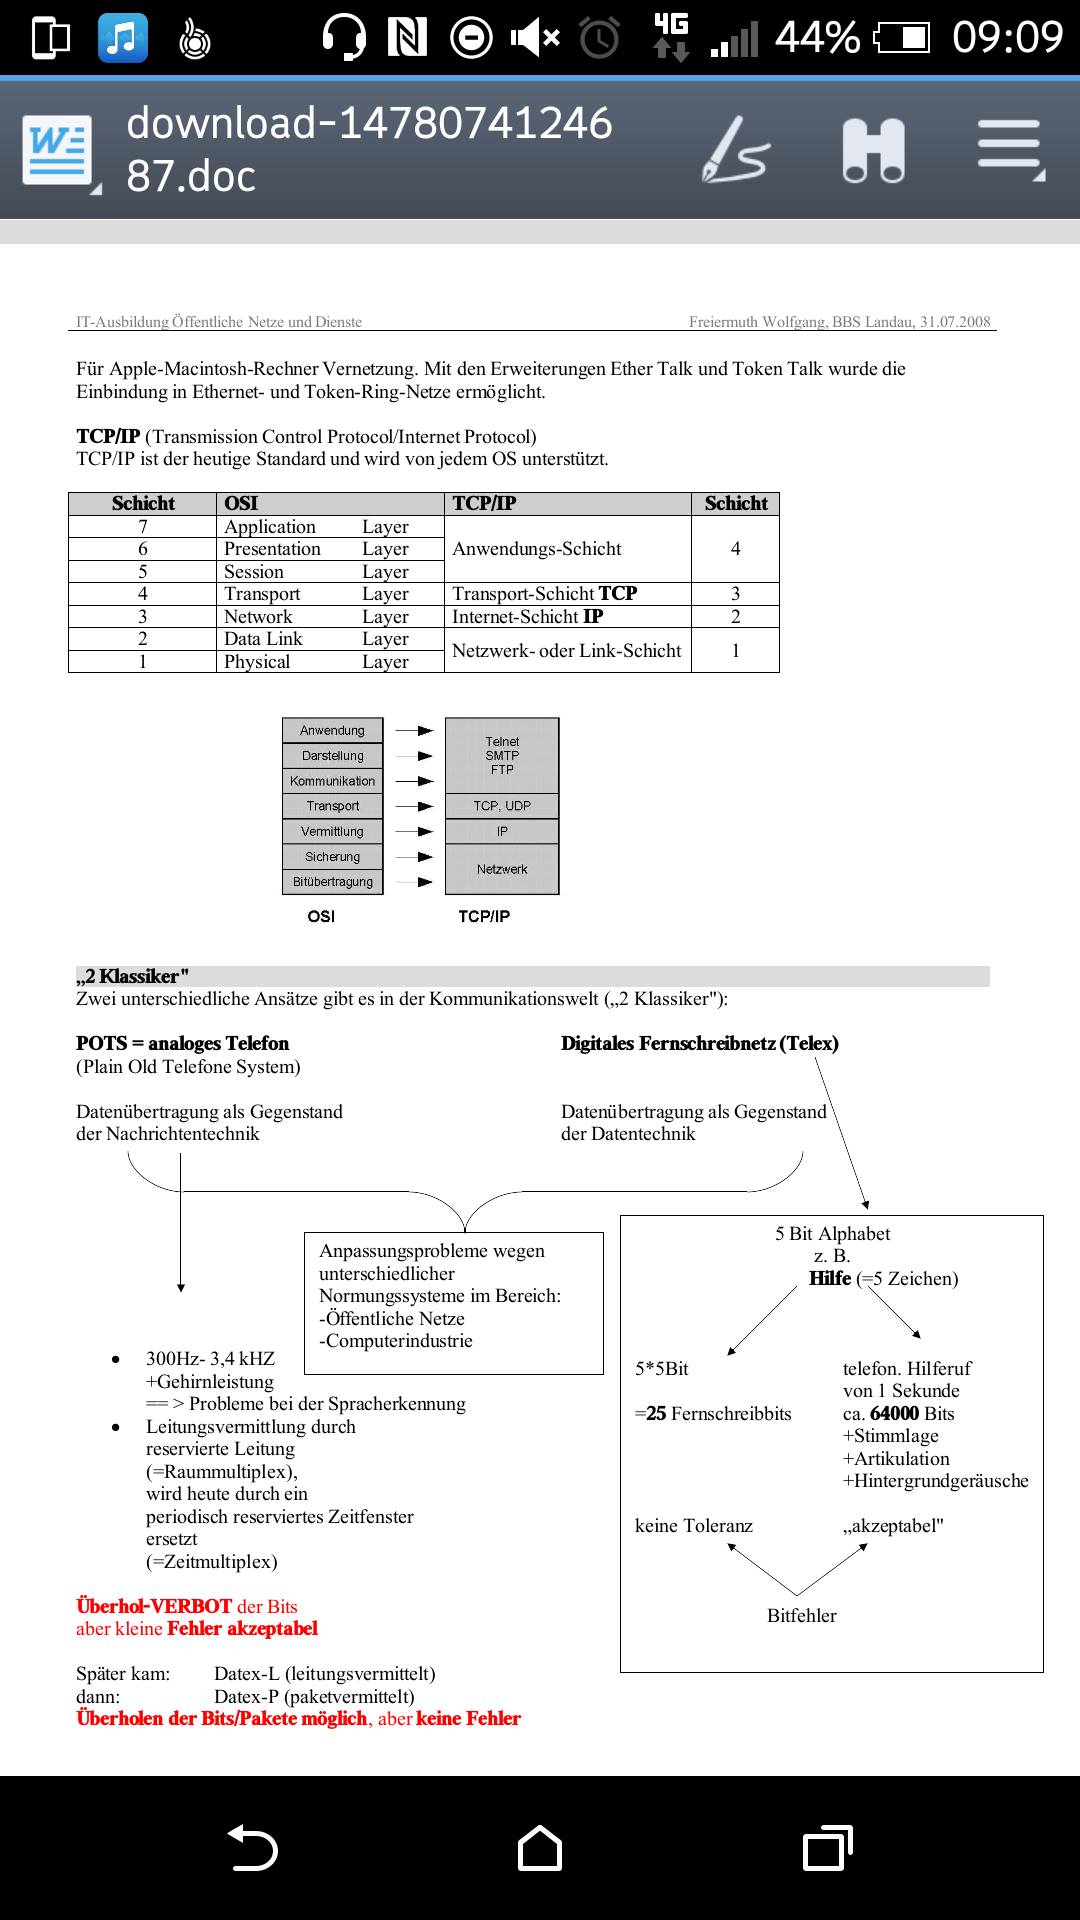 4G
44%
09:09
W
download-14780741246
87.doc
IT-Ausbildung Öffentliche Netze und Dienste Freiermuth Wolfgang, BBS Landau, 31.07.2008
Für Apple-Macintosh-Rechner Vernetzung. Mit den Erweiterungen Ether Talk und Token Talk wurde die
Einbindung in Ethernet- und Token-Ring-Netze ermöglicht.
TCP/IP (Transmission Control Protocol/Internet Protocol)
TCP/IP ist der heutige Standard und wird von jedem OS unterstützt.
Schicht OSI TCP/IP Schicht
7 Application Layer
6 Presentation Layer Anwendungs-Schicht 4
5 Session Layer
4 Transport Layer Transport-Schicht TCP 3
3 Network Layer Internet-Schicht IP 2
2 Data Link Layer
Netzwerk- oder Link-Schicht 1
1 Physical Layer
Anwendung
Darstellung
Kommunikation
Transport
Vermittlung
Sicherung
Bitübertragung
OSI
Telnet
SMTP
FTP
TCP, UDP
IP
Netzwerk
TCP/IP
„2 Klassiker"
Zwei unterschiedliche Ansätze gibt es in der Kommunikationswelt („2 Klassiker"):
POTS = analoges Telefon
(Plain Old Telefone System)
Datenübertragung als Gegenstand
der Nachrichtentechnik
Digitales Fernschreibnetz (Telex)
Datenübertragung als Gegenstand
der Datentechnik
Anpassungsprobleme wegen
unterschiedlicher
Normungssysteme im Bereich:
-Öffentliche Netze
-Computerindustrie
5 Bit Alphabet
z. B.
Hilfe (=5 Zeichen)
5*5Bit
=25 Fernschreibbits
keine Toleranz
telefon. Hilferuf
von 1 Sekunde
ca. 64000 Bits
+Stimmlage
+Artikulation
+Hintergrundgeräusche
„akzeptabel"
Bitfehler
• 300Hz- 3,4 kHZ
+Gehirnleistung
== > Probleme bei der Spracherkennung
• Leitungsvermittlung durch
reservierte Leitung
(=Raummultiplex),
wird heute durch ein
periodisch reserviertes Zeitfenster
ersetzt
(=Zeitmultiplex)
Überhol-VERBOT der Bits
aber kleine Fehler akzeptabel
Später kam: Datex-L (leitungsvermittelt)
dann: Datex-P (paketvermittelt)
Überholen der Bits/Pakete möglich, aber keine Fehler